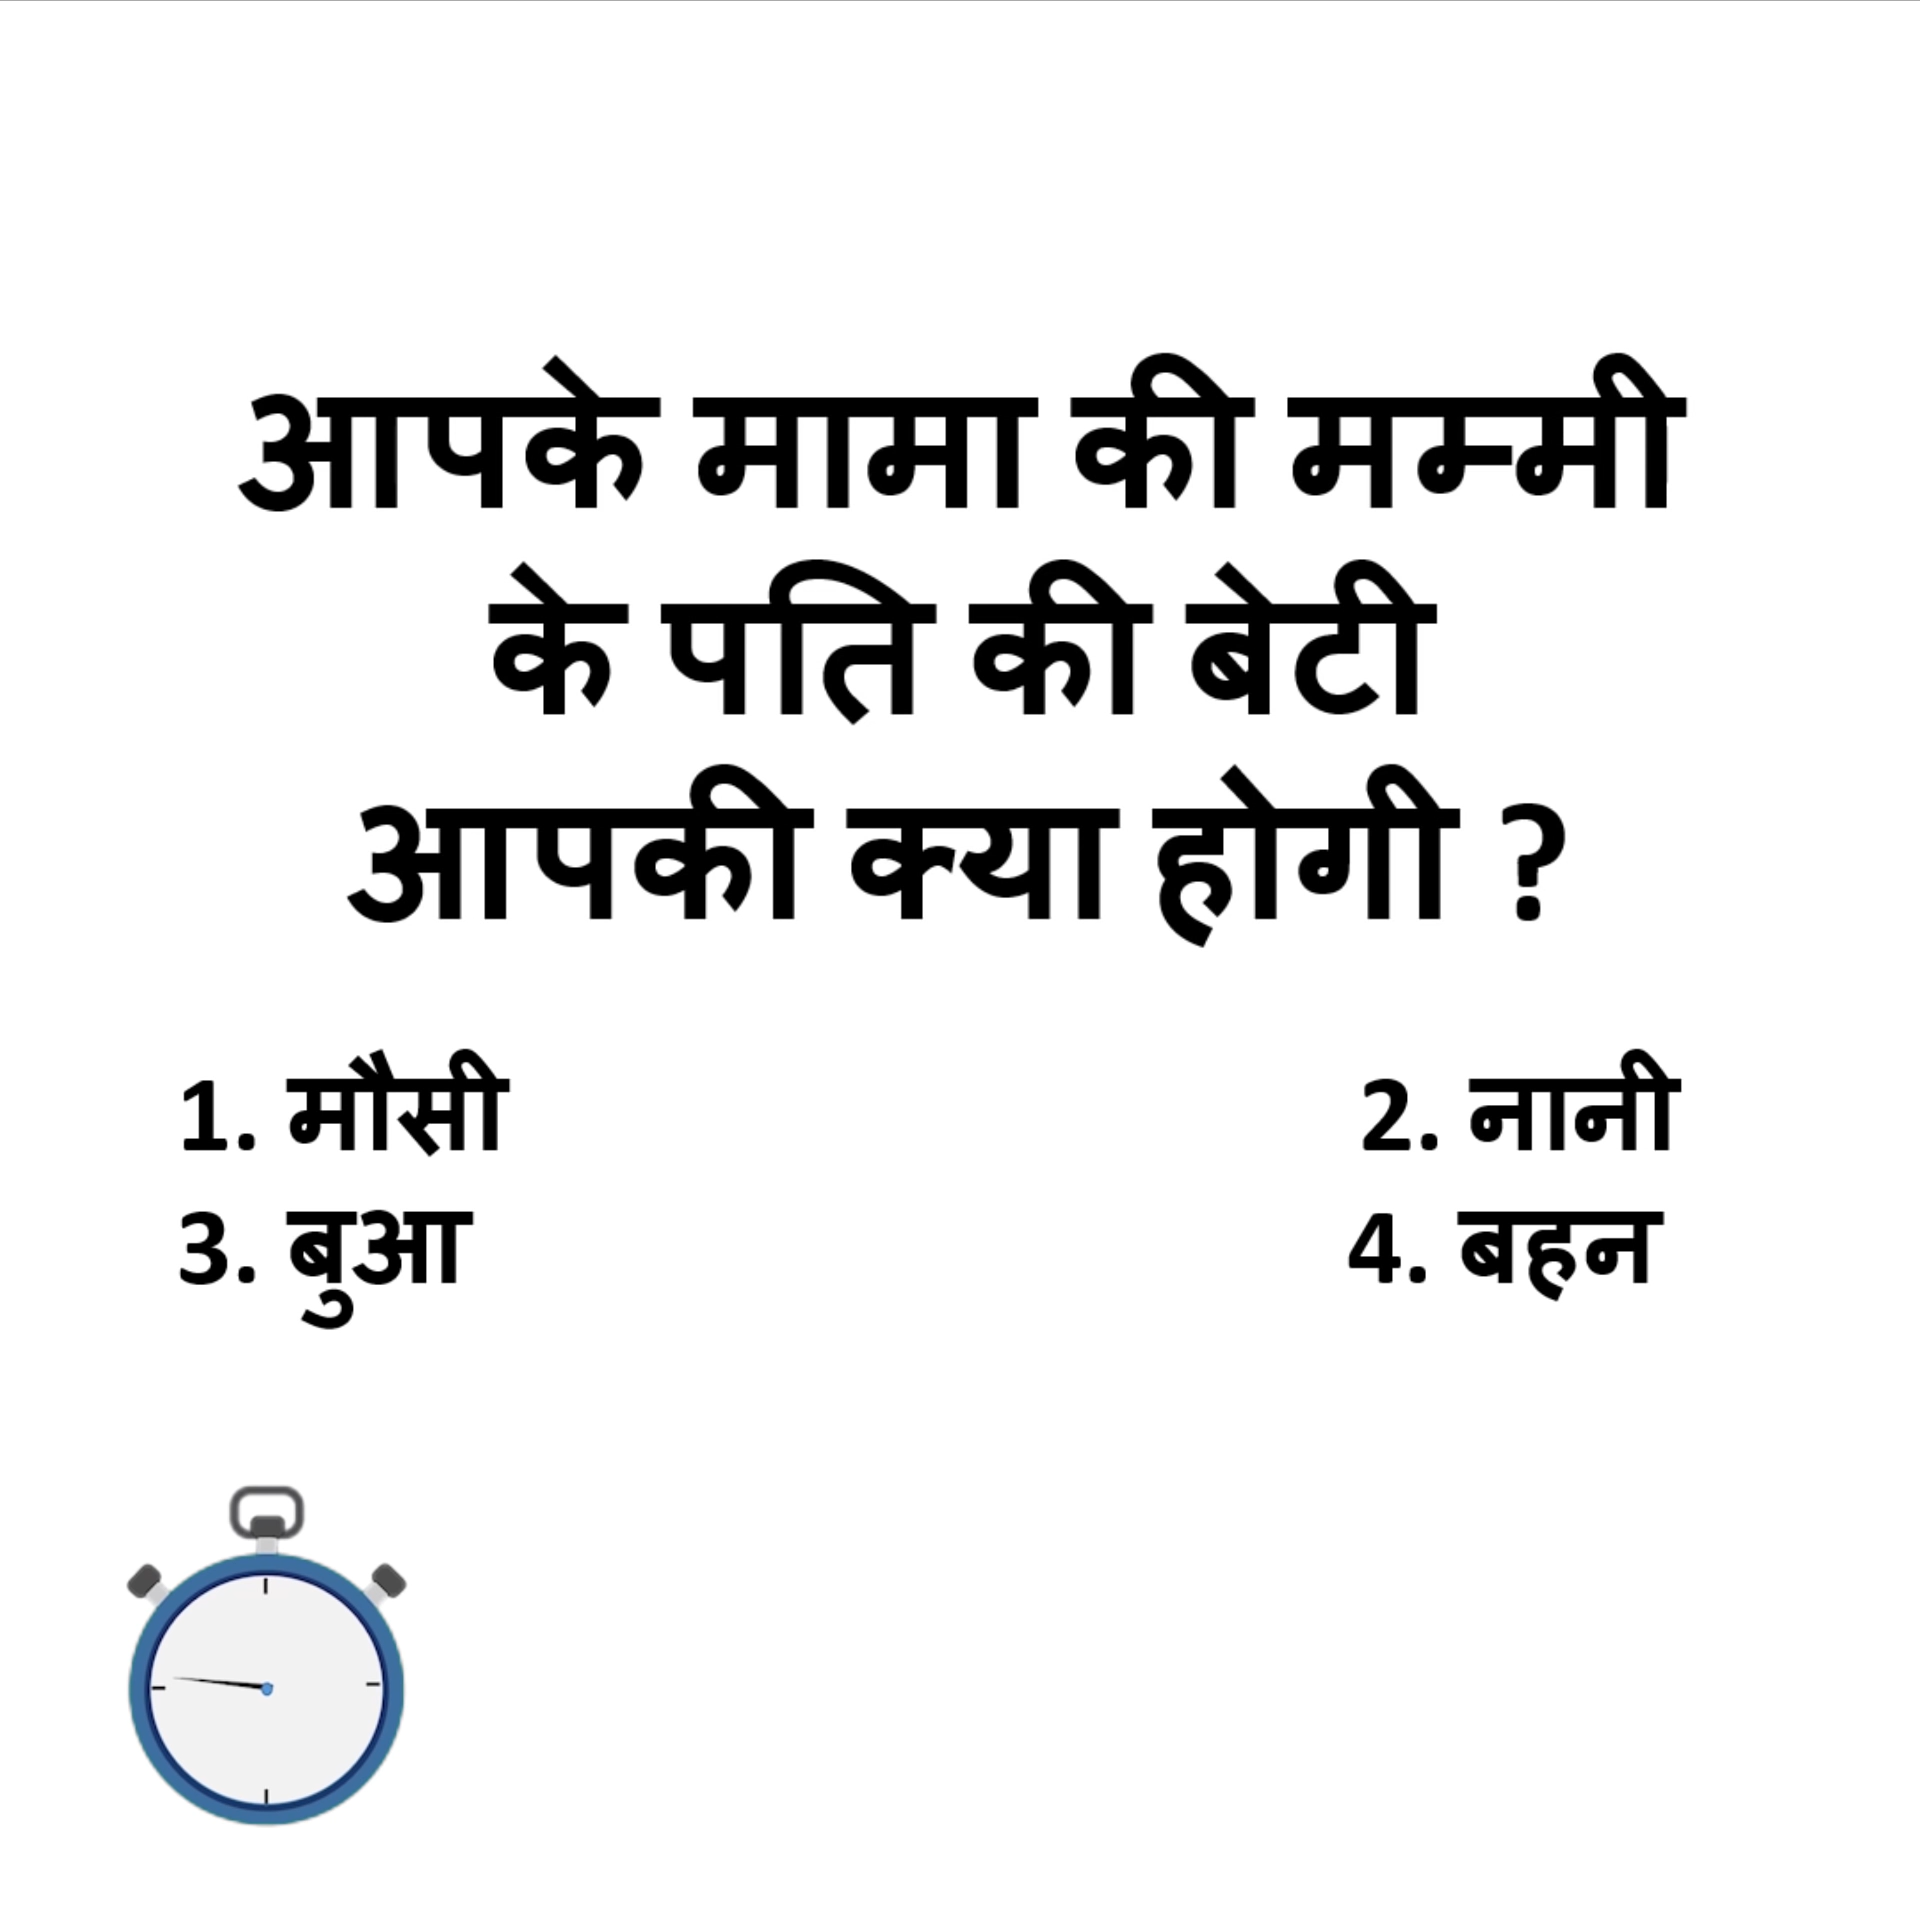 आपके मामा की मम्मी
के पति की बेटी
आपकी क्या होगी ?
1. मौसी 2. नानी
3. बुआ 4. बहन